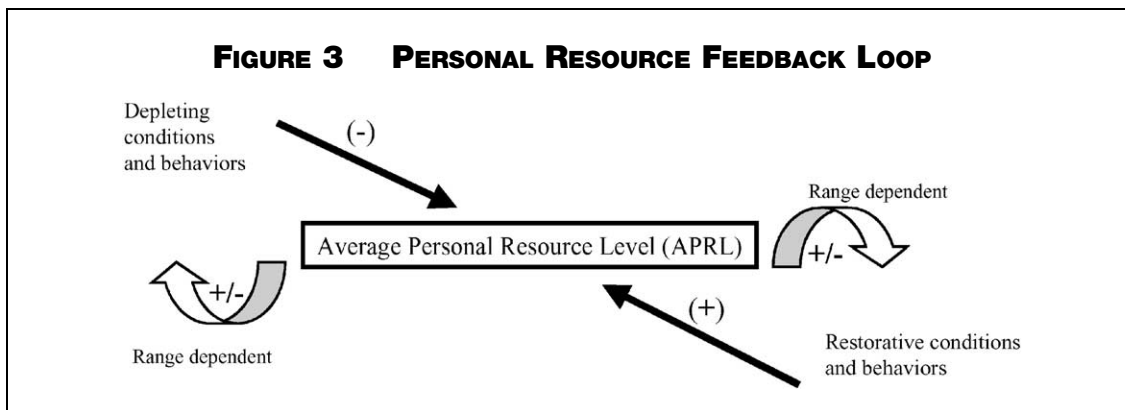 FIGURE 3 PERSONAL RESOURCE FEEDBACK LOOP
Depleting
conditions
and behaviors
(-)
Range dependent
+/-
Average Personal Resource Level (APRL)
+/-
Range dependent
(+)
Restorative conditions
and behaviors